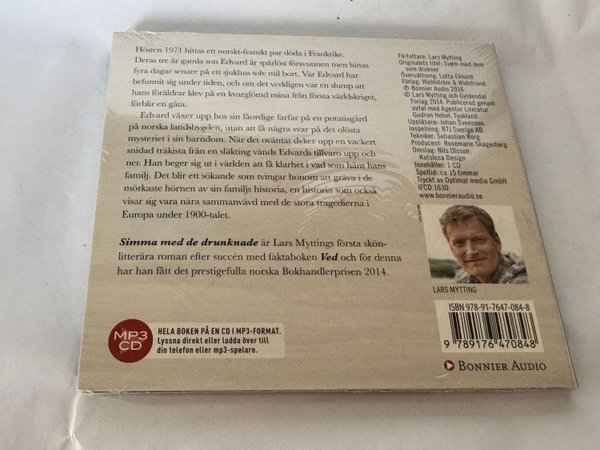 Hösten 1971 hittas ett norskt-franskt par döda i Frankrike.
Deras tre år gamla son Edvard är spårlöst försvunnen men hittas
fyra dagar senare på ett sjukhus tolv mil bort. Var Edvard har
befunnit sig under tiden, och om det verkligen var en slump att
hans föräldrar klev på en kvarglömd mina från första världskriget,
förblir en gåta.
Edvard växer upp hos sin fåordige farfar på en potatisgård
på norska landsbygden, utan att få några svar på det olösta
mysteriet i sin barndom. När det oväntat dyker upp en vackert
snidad träkista från en släkting vänds Edvards tillvaro upp och
ner. Han beger sig ut i världen att få klarhet i vad som hänt hans
familj. Det blir ett sökande som tvingar honom att gräva i de
mörkaste hörnen av sin familjs historia, en historia som också
visar sig vara nära sammanvävd med de stora tragedierna i
Europa under 1900-talet.
Simma med de drunknade är Lars Myttings första skön-
litterära roman efter succén med faktaboken Ved och för denna
har han fått det prestigefulla norska Bokhandlerprisen 2014.
MP3
CD
HELA BOKEN PÅ EN CD I MP3-FORMAT.
Lyssna direkt eller ladda över till
din telefon eller mp3-spelare.
Författare: Lars Mytting
Originalets titel: Svøm med dem
som drukner
Översättning: Lotta Eklund
Förlag: Wahlström & Widstrand
℗ Bonnier Audio 2016
© Lars Mytting och Gyldendal
Forlag 2014. Publicerad genom
avtal med Agentur Literatur
Gudrun Hebel, Tyskland
Uppläsare: Johan Svensson
Inspelning: BTI Sverige AB
Tekniker: Sebastian Borg
Producent: Rosemarie Skagerberg
Omslag: Nils Olsson,
Katslosa Design
Innehåller: 1 CD
Speltid: ca 15 timmar
Tryckt av Optimal media GmbH
IFCD 1630
www.bonnieraudio.se
LARS MYTTING
ISBN 978-91-7647-084-8
9 789176 470848
BONNIER AUDIO